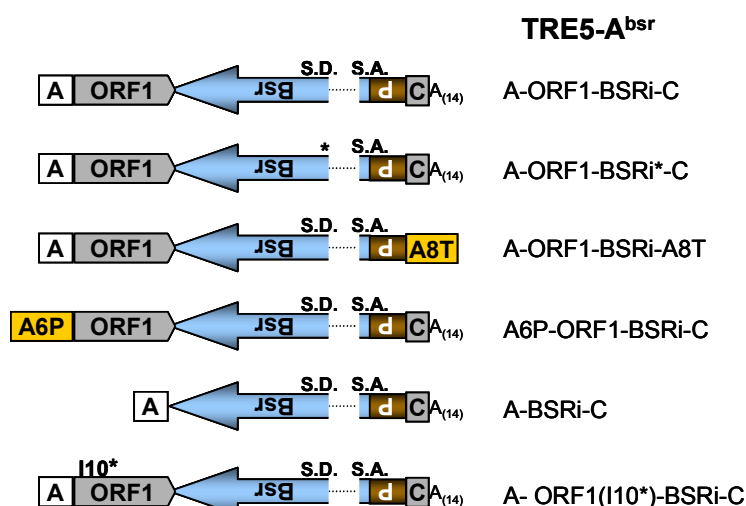 TRE5-Absr
S.D. S.A.
A ORF1 Bsr P C A(14) A-ORF1-BSRi-C
* S.A.
A ORF1 Bsr P C A(14) A-ORF1-BSRi*-C
S.D. S.A.
A ORF1 Bsr P A8T A-ORF1-BSRi-A8T
S.D. S.A.
A6P ORF1 Bsr P C A(14) A6P-ORF1-BSRi-C
S.D. S.A.
A Bsr P C A(14) A-BSRi-C
I10* S.D. S.A.
A ORF1 Bsr P C A(14) A- ORF1(I10*)-BSRi-C